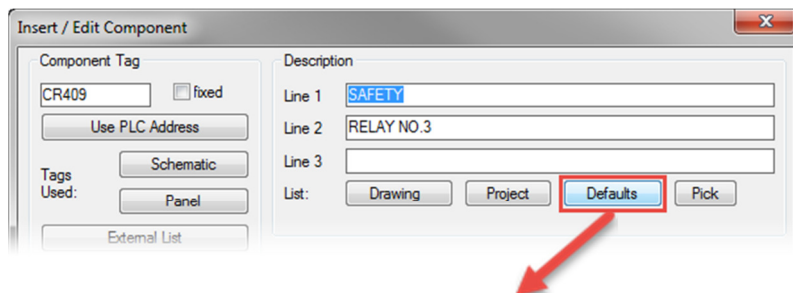 Insert / Edit Component
Component Tag
CR409
fixed
Use PLC Address
Tags Used:
Schematic
Panel
External List
Description
Line 1 SAFETY
Line 2 RELAY NO.3
Line 3
List: Drawing Project Defaults Pick